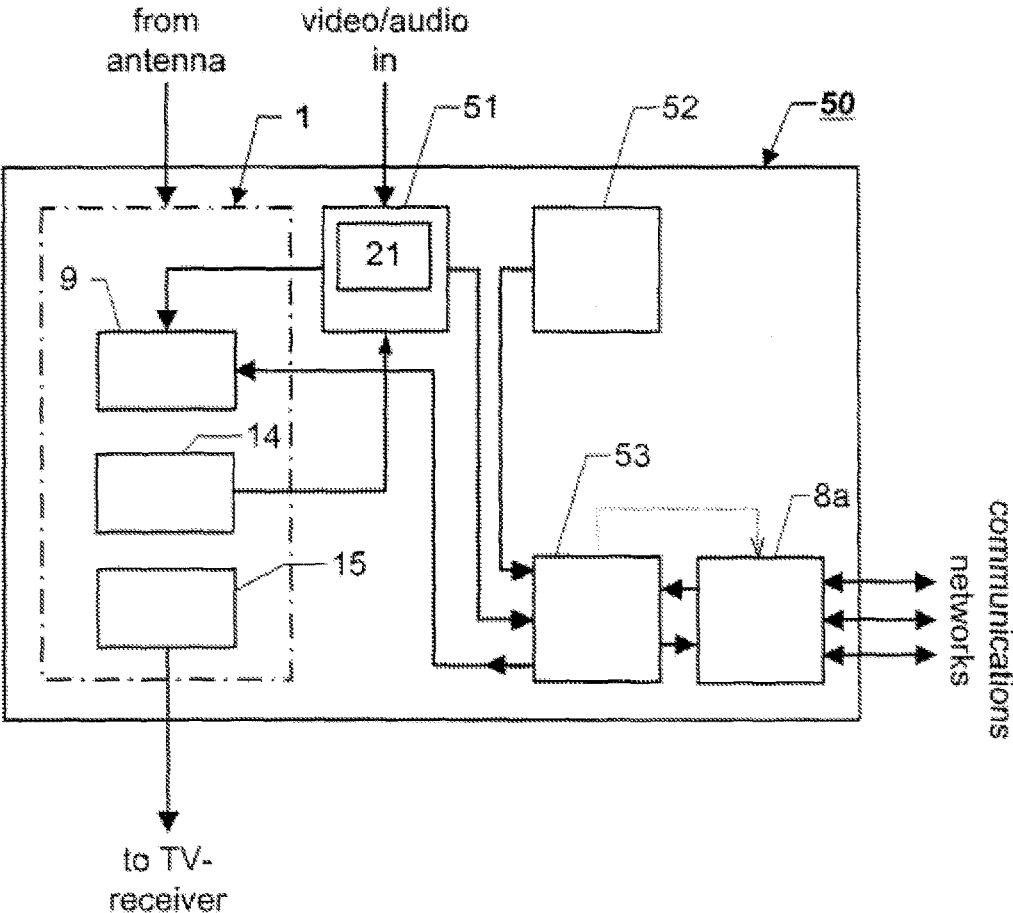 from
antenna
video/audio
in
1
51
52
50
21
9
14
53
8a
15
communications
networks
to TV-
receiver